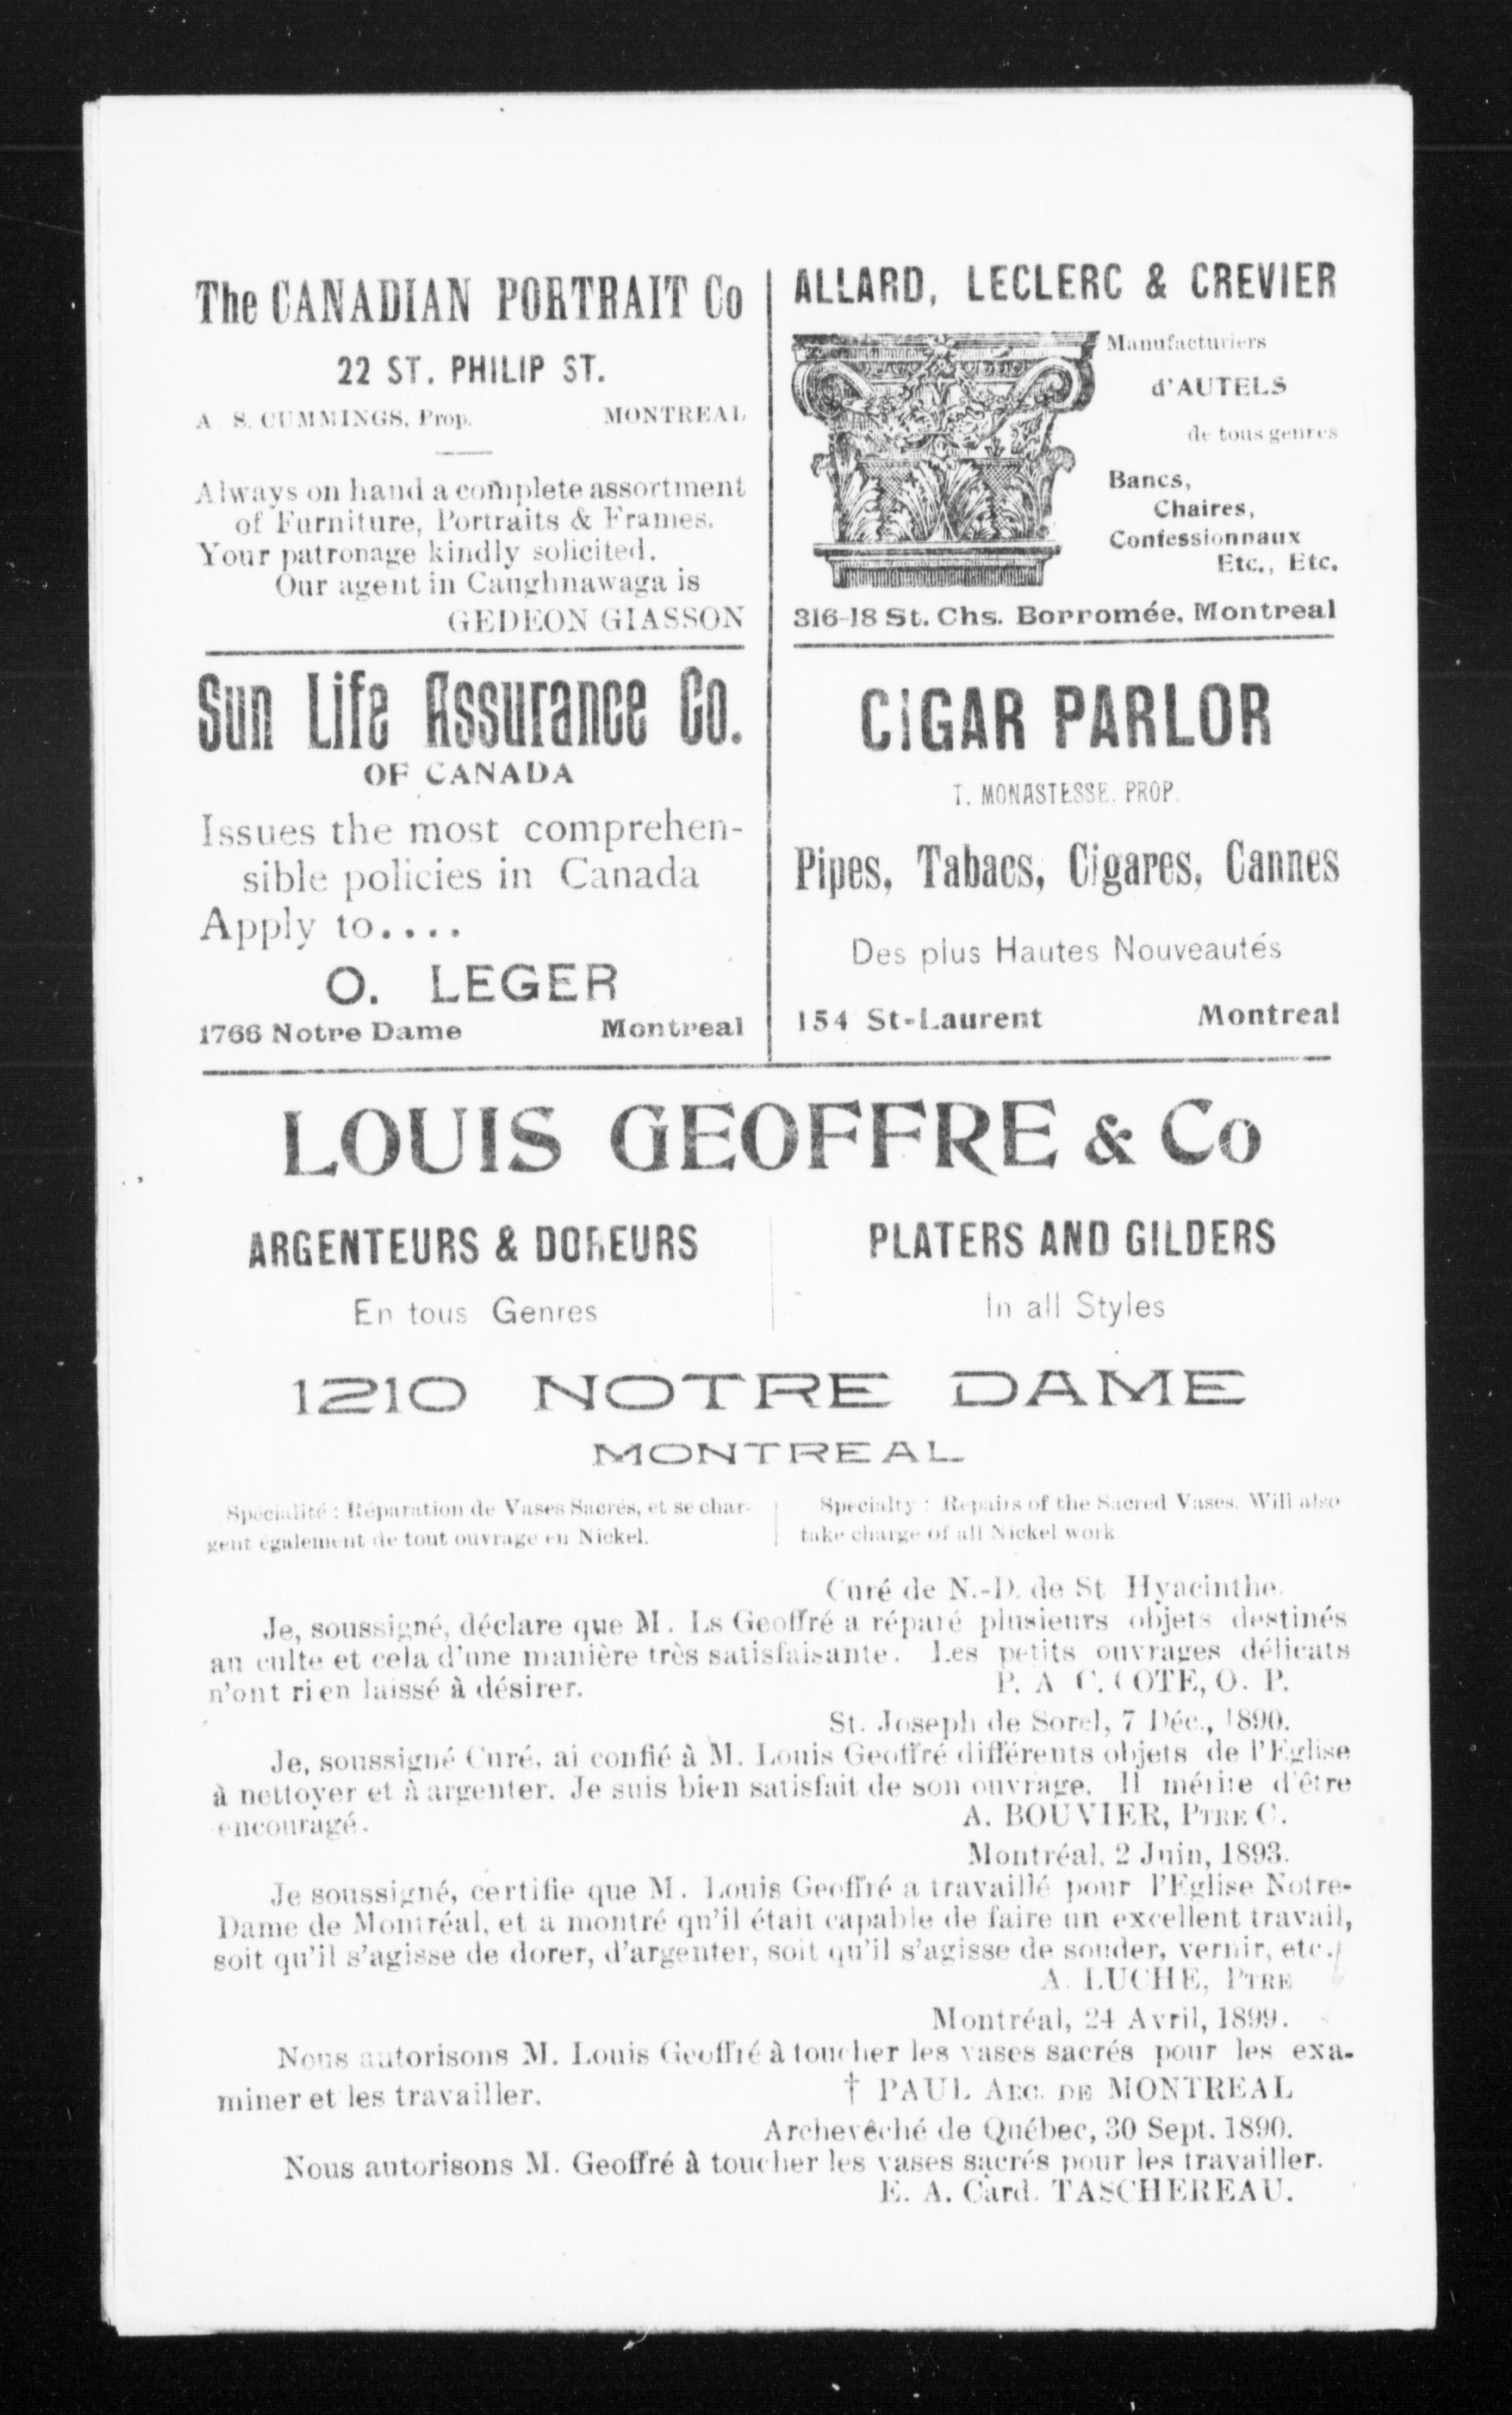 The CANADIAN PORTRAIT Co
22 ST. PHILIP ST.
A S. CUMMINGS, Prop. MONTREAL
Always on hand a complete assortment
of Furniture, Portraits & Frames.
Your patronage kindly solicited.
Our agent in Caughnawaga is
GEDEON GIASSON
ALLARD, LECLERC & CREVIER
Manufacturiers
d'AUTELS
de tous genres
Bancs,
Chaires,
Confessionnaux
Etc., Etc.
316-18 St. Chs. Borromée, Montreal
Sun Life Assurance Co.
OF CANADA
Issues the most comprehen-
sible policies in Canada
Apply to....
O. LEGER
1766 Notre Dame Montreal
CIGAR PARLOR
T. MONASTESSE. PROP.
Pipes, Tabacs, Cigares, Cannes
Des plus Hautes Nouveautés
154 St-Laurent Montreal
LOUIS GEOFFRE & Co
ARGENTEURS & DOREURS
En tous Genres
PLATERS AND GILDERS
In all Styles
1210 NOTRE DAME
MONTREAL
Spécialité : Réparation de Vases Sacrés, et se char-
gent également de tout ouvrage en Nickel.
Specialty : Repairs of the Sacred Vases. Will also
take charge of all Nickel work
Curé de N.-D. de St Hyacinthe.
Je, soussigné, déclare que M. Ls Geoffré a réparé plusieurs objets destinés
au culte et cela d'une manière très satisfaisante. Les petits ouvrages délicats
n'ont rien laissé à désirer. P. A C. COTE, O. P.
St. Joseph de Sorel, 7 Déc., 1890.
Je, soussigné Curé, ai confié à M. Louis Geoffré différents objets de l'Eglise
à nettoyer et à argenter. Je suis bien satisfait de son ouvrage. Il mérite d'être
encouragé. A. BOUVIER, PTRE C.
Montréal, 2 Juin, 1893.
Je soussigné, certifie que M. Louis Geoffré a travaillé pour l'Eglise Notre-
Dame de Montréal, et a montré qu'il était capable de faire un excellent travail,
soit qu'il s'agisse de dorer, d'argenter, soit qu'il s'agisse de souder, vernir, etc.
A. LUCHE, PTRE
Montréal, 24 Avril, 1899.
Nous autorisons M. Louis Geoffré à toucher les vases sacrés pour les exa-
miner et les travailler. † PAUL ARC. DE MONTREAL
Archevêché de Québec, 30 Sept. 1890.
Nous autorisons M. Geoffré à toucher les vases sacrés pour les travailler.
E. A. Card. TASCHEREAU.